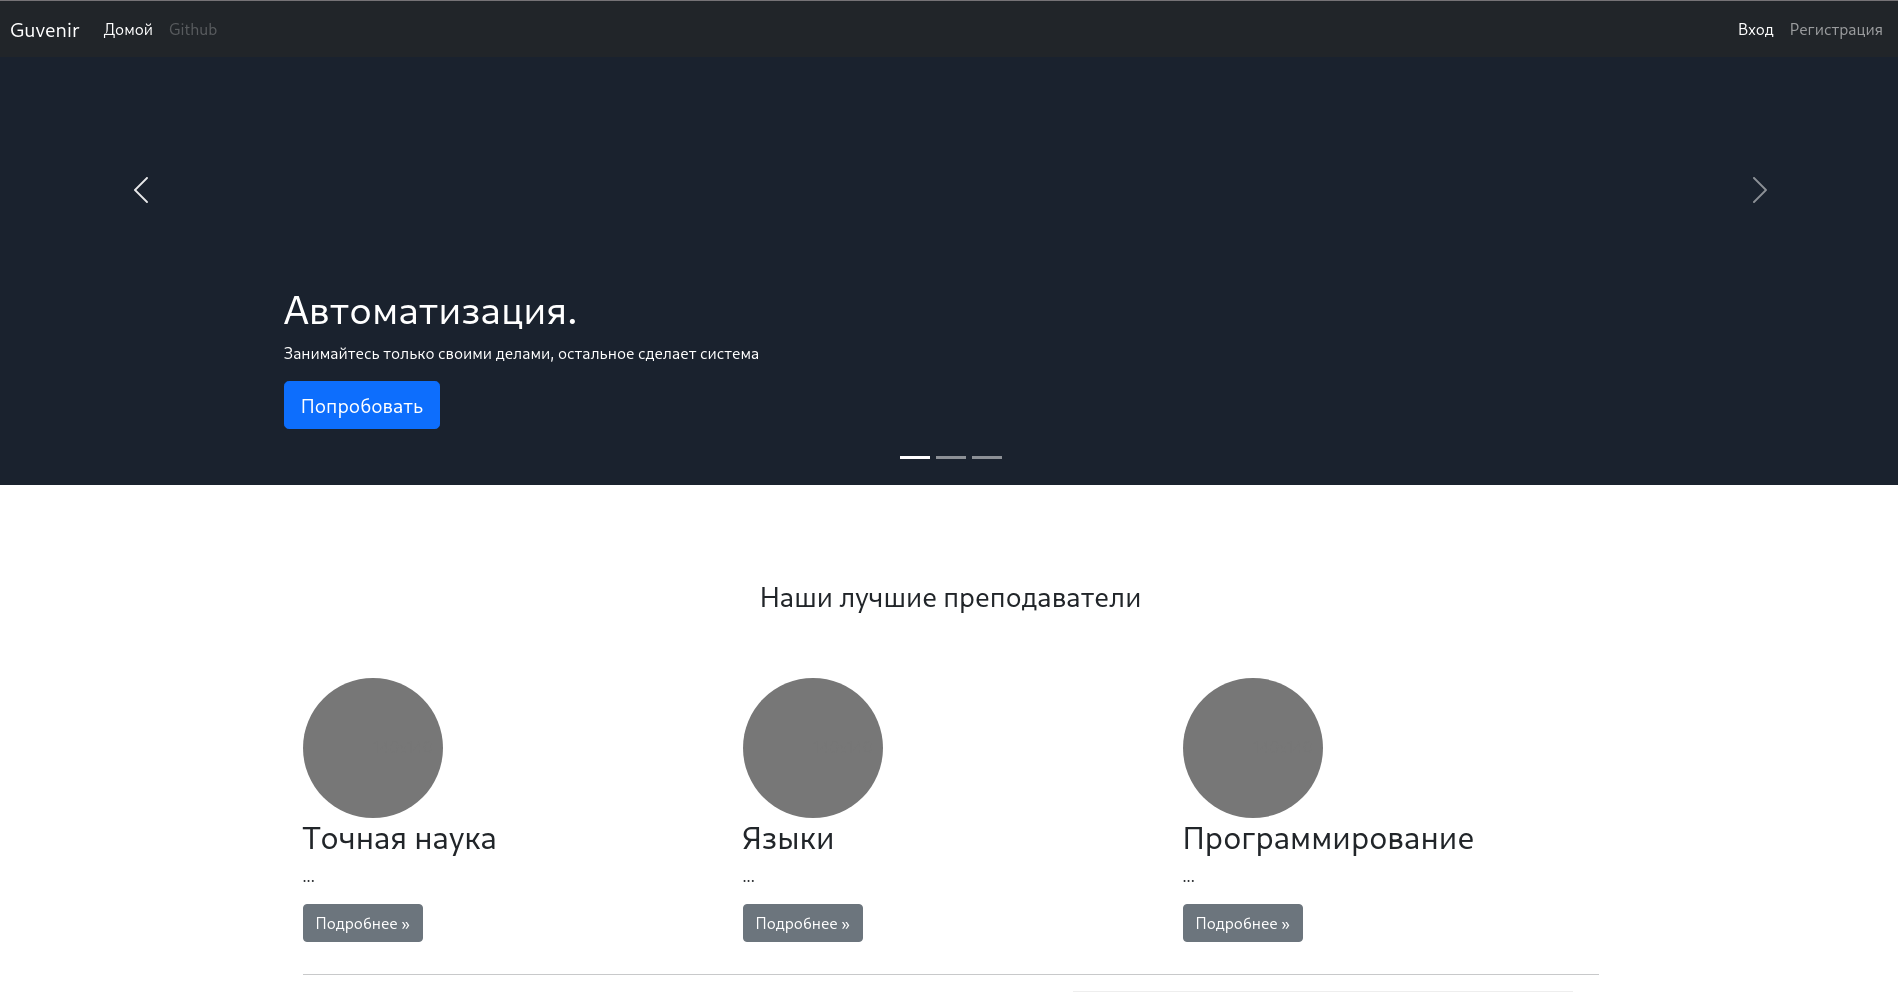 Guvenir Домой Github Вход Регистрация
Автоматизация.
Занимайтесь только своими делами, остальное сделает система
Попробовать
Наши лучшие преподаватели
Точная наука
...
Подробнее »
Языки
...
Подробнее »
Программирование
...
Подробнее »